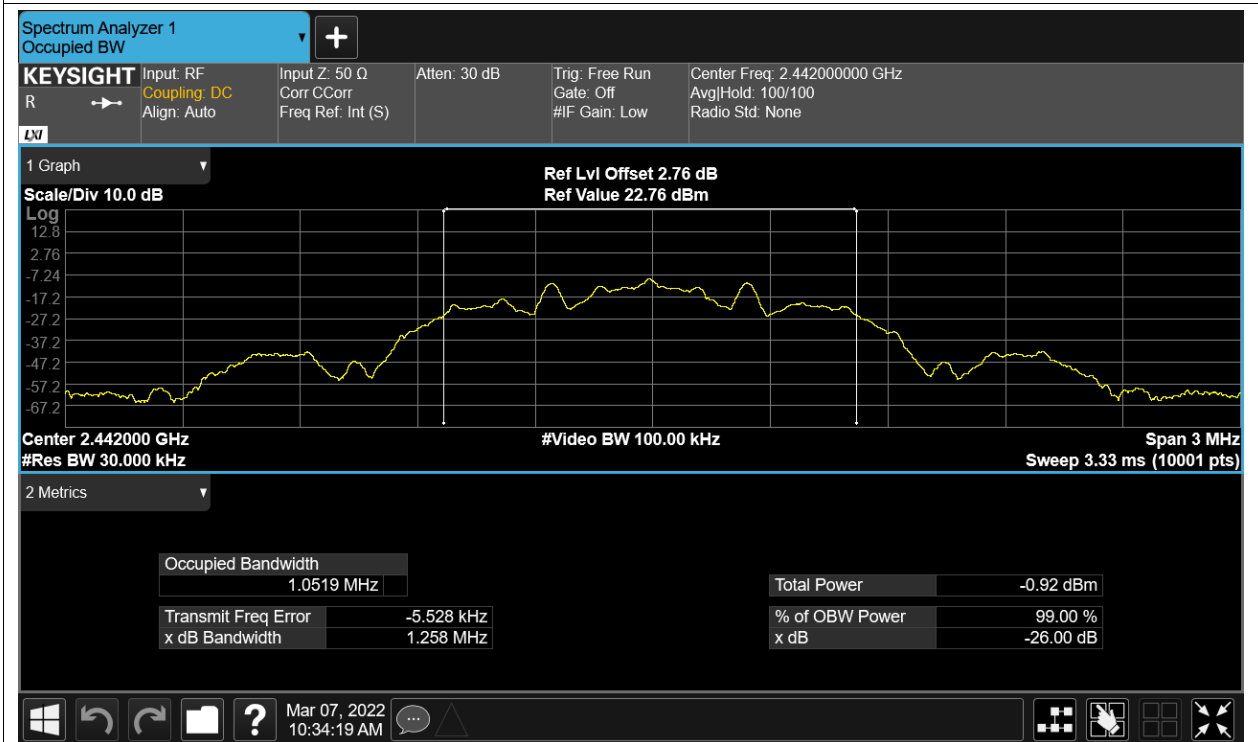 Spectrum Analyzer 1
Occupied BW
▼
+
KEYSIGHT Input: RF Input Z: 50 Ω Atten: 30 dB Trig: Free Run Center Freq: 2.442000000 GHz
R Coupling: DC Corr CCorr Gate: Off Avg|Hold: 100/100
Align: Auto Freq Ref: Int (S) #IF Gain: Low Radio Std: None
LXI
1 Graph ▼ Ref Lvl Offset 2.76 dB
Scale/Div 10.0 dB Ref Value 22.76 dBm
Log
12.8
2.76
-7.24
-17.2
-27.2
-37.2
-47.2
-57.2
-67.2
Center 2.442000 GHz #Video BW 100.00 kHz Span 3 MHz
#Res BW 30.000 kHz Sweep 3.33 ms (10001 pts)
2 Metrics ▼
Occupied Bandwidth
1.0519 MHz Total Power -0.92 dBm
Transmit Freq Error -5.528 kHz % of OBW Power 99.00 %
x dB Bandwidth 1.258 MHz x dB -26.00 dB
? Mar 07, 2022
10:34:19 AM